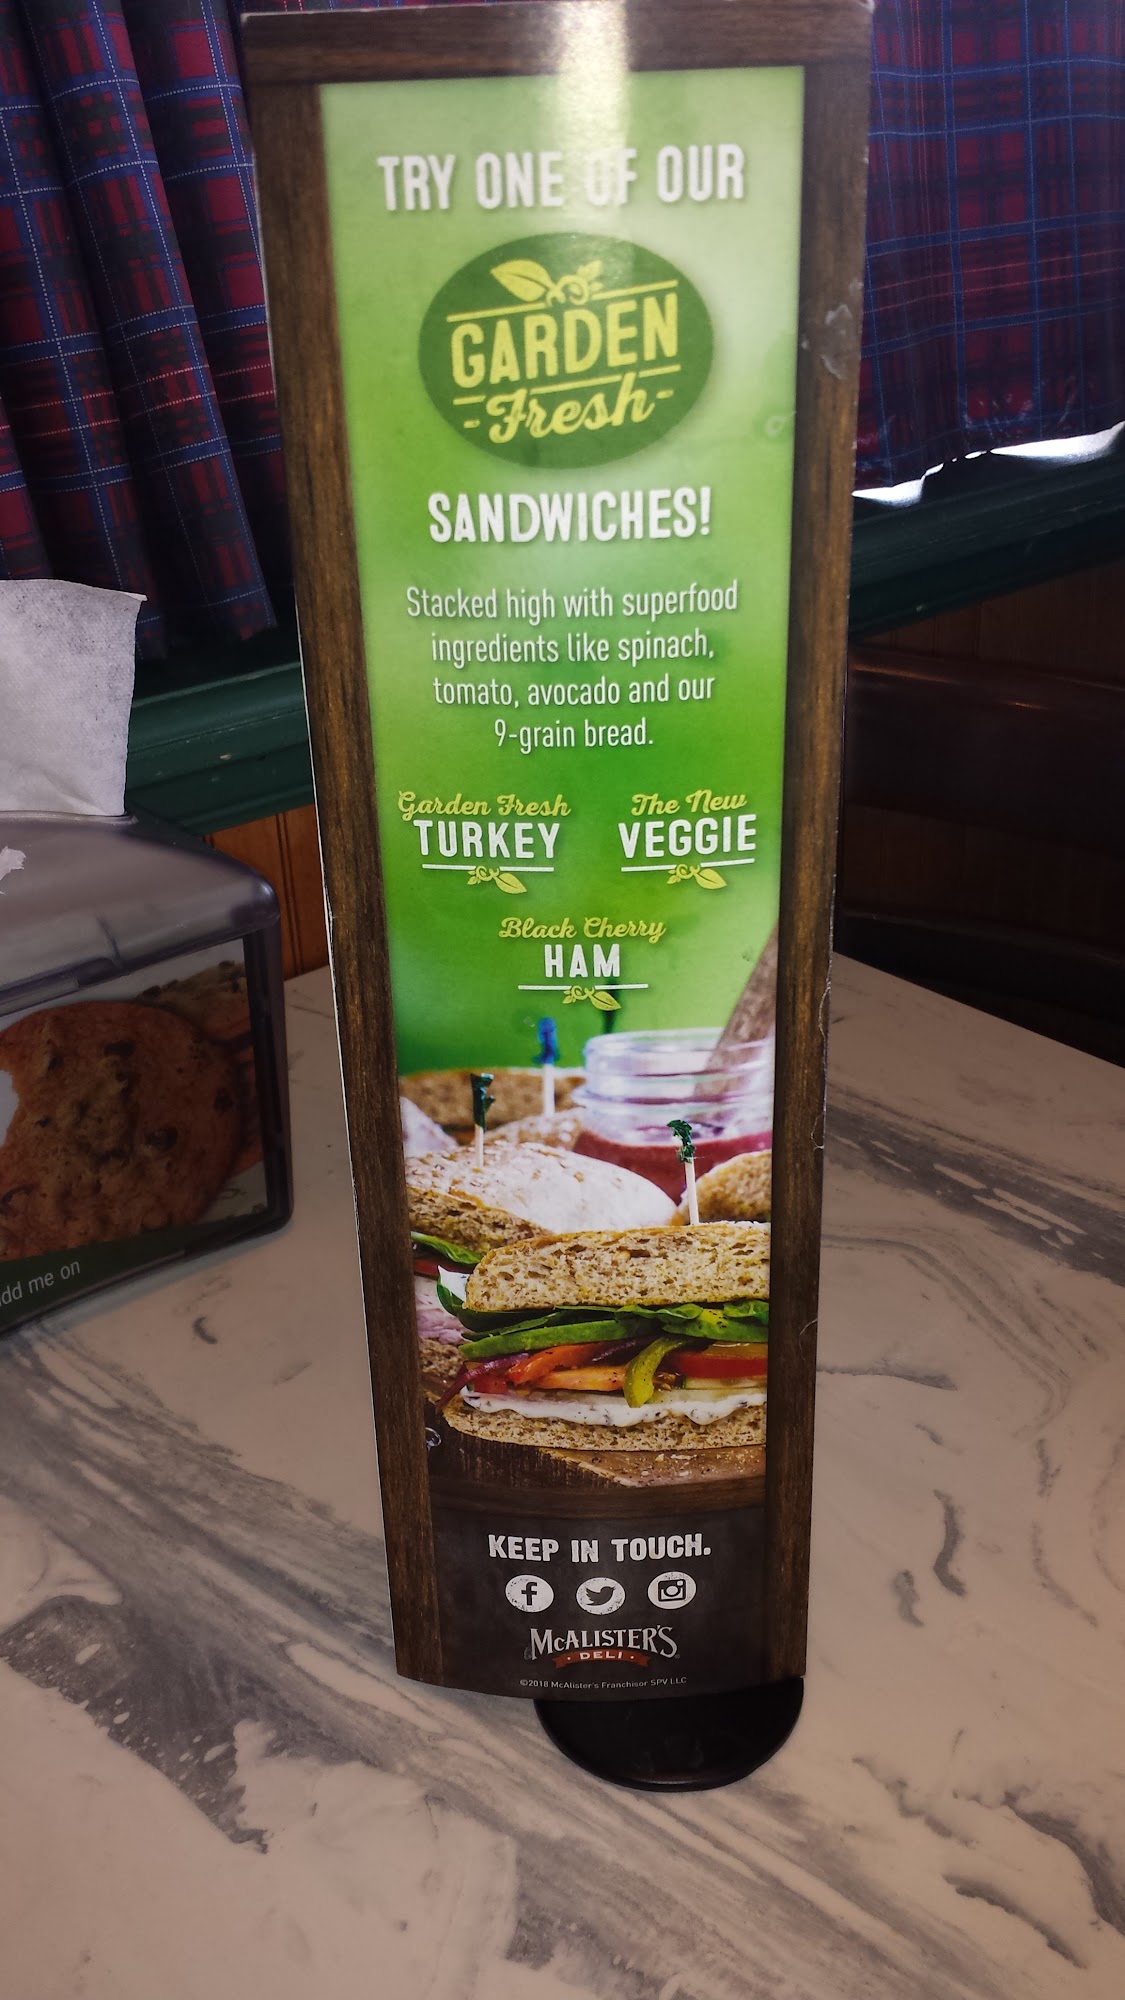 TRY ONE OF OUR
GARDEN
-Fresh-
SANDWICHES!
Stacked high with superfood
ingredients like spinach,
tomato, avocado and our
9-grain bread.
Garden Fresh
TURKEY
The New
VEGGIE
Black Cherry
HAM
KEEP IN TOUCH.
f
McALISTER'S
• DELI •
©2018 McAlister's Franchisor SPV LLC
me on